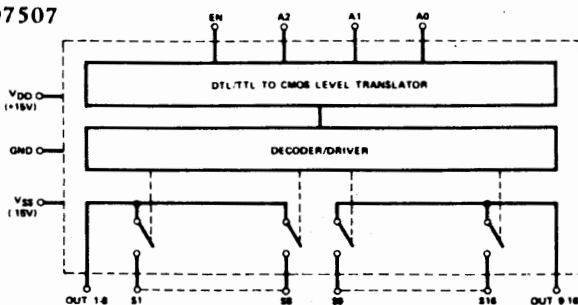 07507
EN A2 A1 A0
DTL/TTL TO CMOS LEVEL TRANSLATOR
VDD
(+15V)
GND
DECODER/DRIVER
VSS
(-15V)
OUT 1-8 S1 S8 S9 S16 OUT 9-16